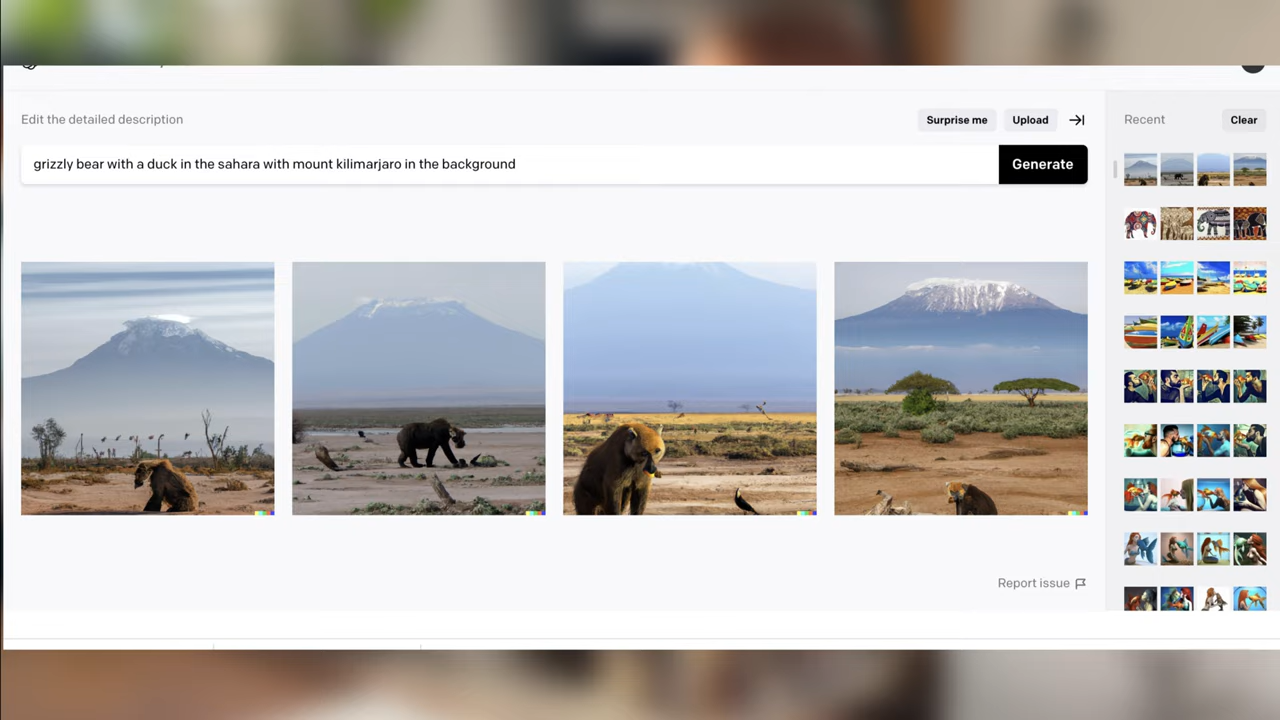 Edit the detailed description
Surprise me
Upload
Recent
Clear
grizzly bear with a duck in the sahara with mount kilimarjaro in the background
Generate
Report issue